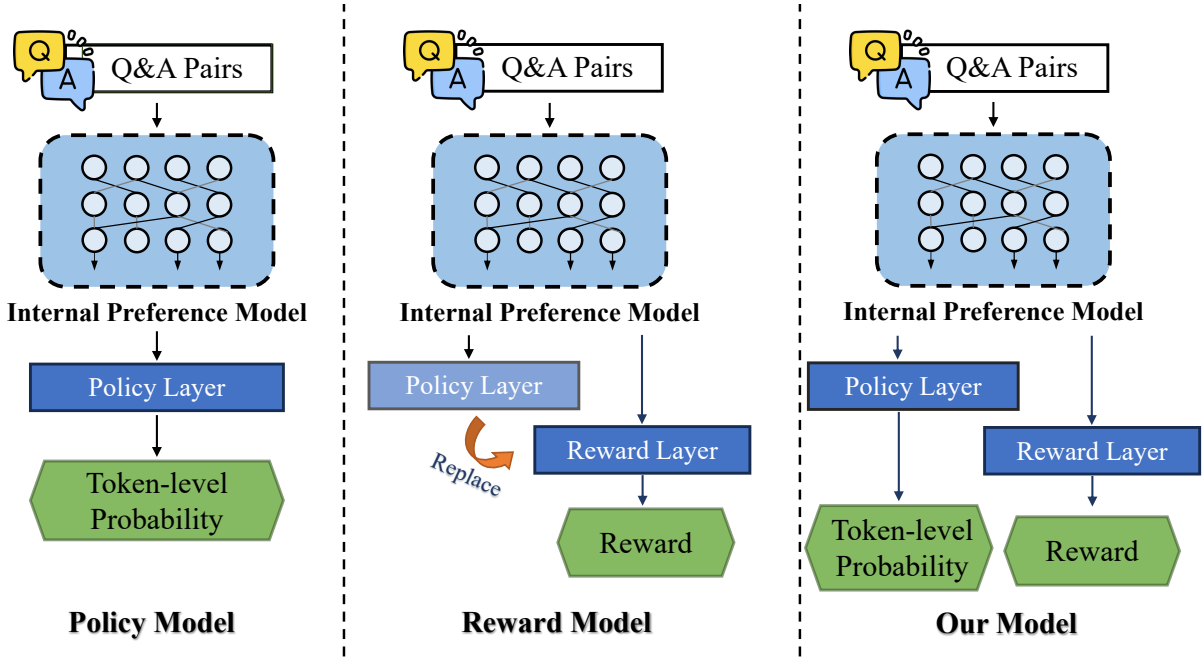 Q
A
Q&A Pairs
Internal Preference Model
Policy Layer
Token-level
Probability
Policy Model
Q
A
Q&A Pairs
Internal Preference Model
Policy Layer
Replace
Reward Layer
Reward
Reward Model
Q
A
Q&A Pairs
Internal Preference Model
Policy Layer
Reward Layer
Token-level
Probability
Reward
Our Model